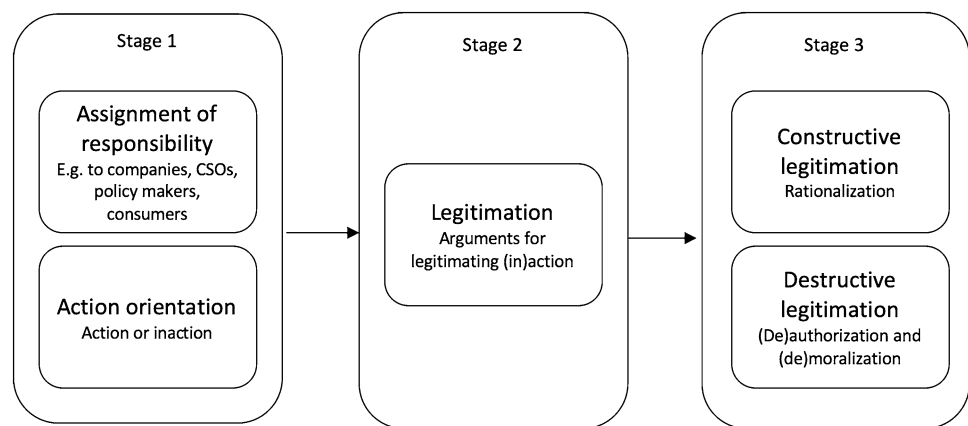 Stage 1
Assignment of
responsibility
E.g. to companies, CSOs,
policy makers,
consumers
Action orientation
Action or inaction
Stage 2
Legitimation
Arguments for
legitimating (in)action
Stage 3
Constructive
legitimation
Rationalization
Destructive
legitimation
(De)authorization and
(de)moralization